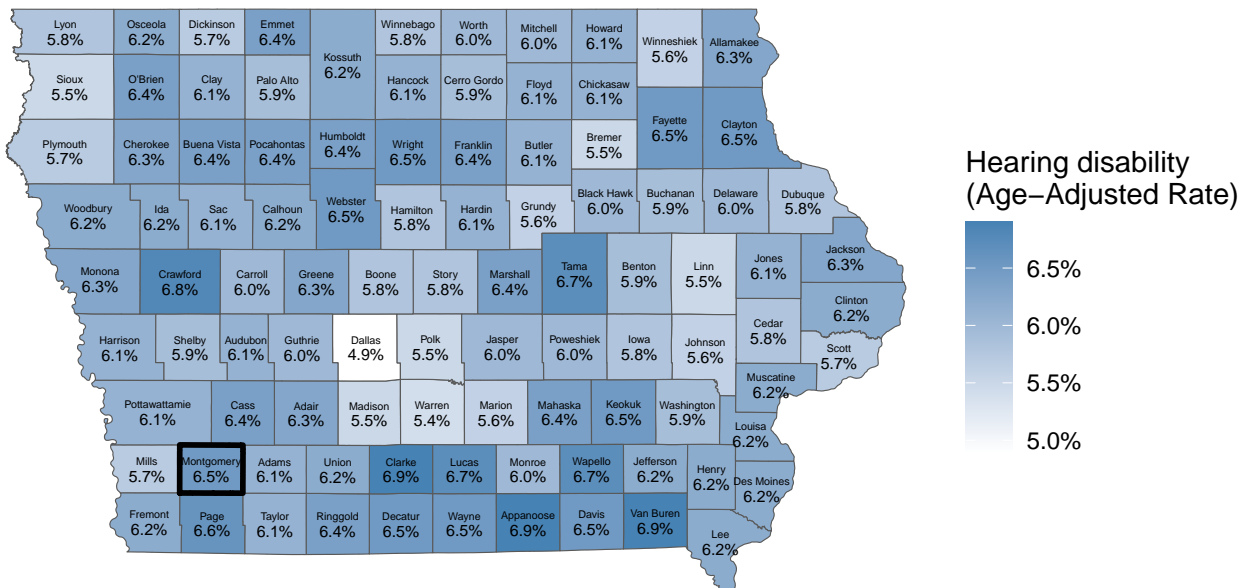 Lyon
5.8%
Osceola
6.2%
Dickinson
5.7%
Emmet
6.4%
Kossuth
6.2%
Winnebago
5.8%
Worth
6.0%
Mitchell
6.0%
Howard
6.1%
Winneshiek
5.6%
Allamakee
6.3%
Sioux
5.5%
O'Brien
6.4%
Clay
6.1%
Palo Alto
5.9%
Hancock
6.1%
Cerro Gordo
5.9%
Floyd
6.1%
Chickasaw
6.1%
Fayette
6.5%
Clayton
6.5%
Plymouth
5.7%
Cherokee
6.3%
Buena Vista
6.4%
Pocahontas
6.4%
Humboldt
6.4%
Wright
6.5%
Franklin
6.4%
Butler
6.1%
Bremer
5.5%
Woodbury
6.2%
Ida
6.2%
Sac
6.1%
Calhoun
6.2%
Webster
6.5%
Hamilton
5.8%
Hardin
6.1%
Grundy
5.6%
Black Hawk
6.0%
Buchanan
5.9%
Delaware
6.0%
Dubuque
5.8%
Monona
6.3%
Crawford
6.8%
Carroll
6.0%
Greene
6.3%
Boone
5.8%
Story
5.8%
Marshall
6.4%
Tama
6.7%
Benton
5.9%
Linn
5.5%
Jones
6.1%
Jackson
6.3%
Clinton
6.2%
Harrison
6.1%
Shelby
5.9%
Audubon
6.1%
Guthrie
6.0%
Dallas
4.9%
Polk
5.5%
Jasper
6.0%
Poweshiek
6.0%
Iowa
5.8%
Johnson
5.6%
Cedar
5.8%
Scott
5.7%
Muscatine
6.2%
Pottawattamie
6.1%
Cass
6.4%
Adair
6.3%
Madison
5.5%
Warren
5.4%
Marion
5.6%
Mahaska
6.4%
Keokuk
6.5%
Washington
5.9%
Louisa
6.2%
Mills
5.7%
Montgomery
6.5%
Adams
6.1%
Union
6.2%
Clarke
6.9%
Lucas
6.7%
Monroe
6.0%
Wapello
6.7%
Jefferson
6.2%
Henry
6.2%
Des Moines
6.2%
Fremont
6.2%
Page
6.6%
Taylor
6.1%
Ringgold
6.4%
Decatur
6.5%
Wayne
6.5%
Appanoose
6.9%
Davis
6.5%
Van Buren
6.9%
Lee
6.2%
Hearing disability
(Age−Adjusted Rate)
6.5%
6.0%
5.5%
5.0%